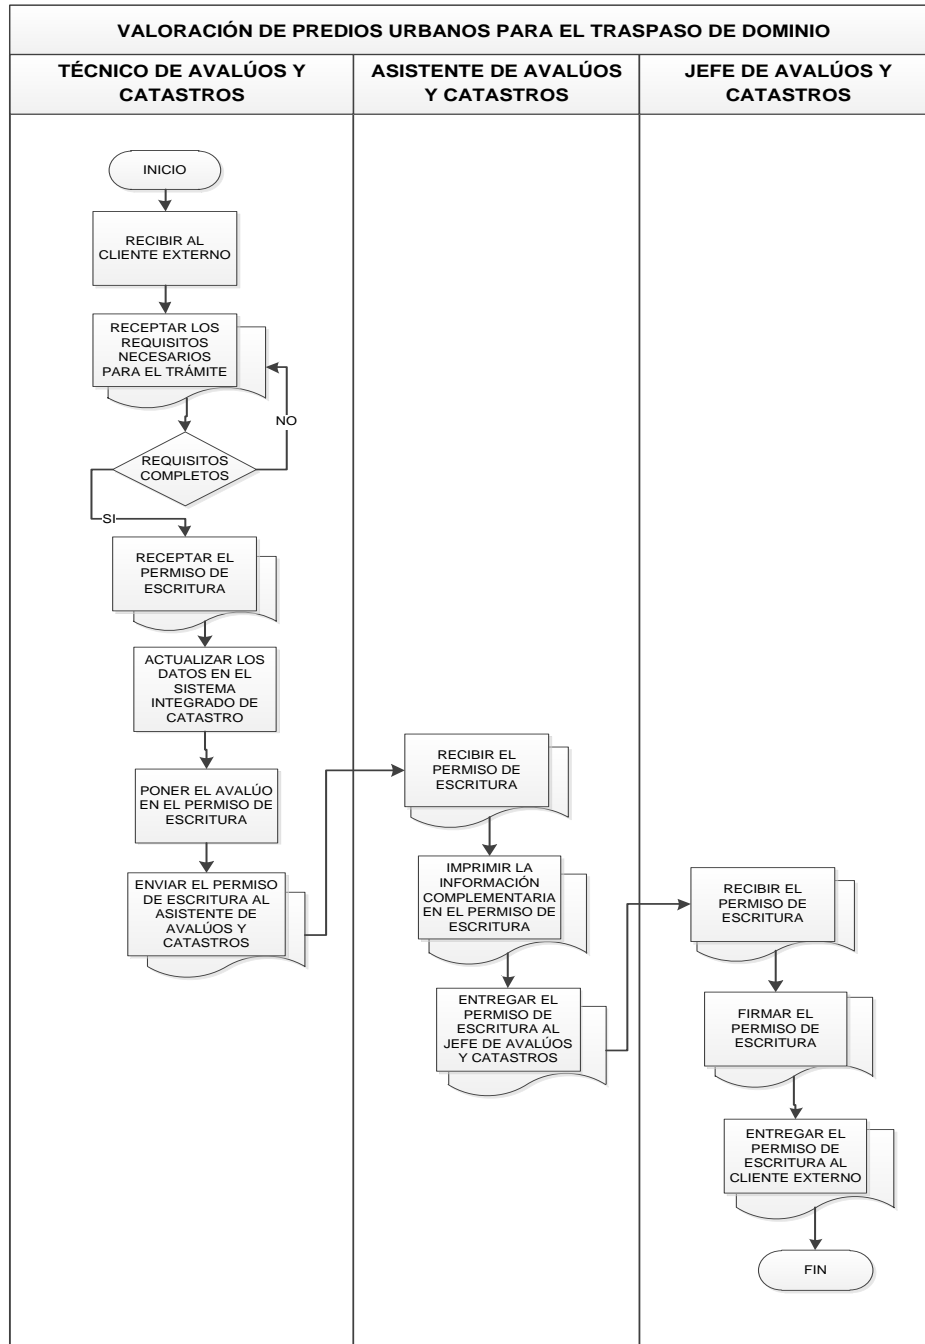 VALORACIÓN DE PREDIOS URBANOS PARA EL TRASPASO DE DOMINIO
TÉCNICO DE AVALÚOS Y
CATASTROS
ASISTENTE DE AVALÚOS
Y CATASTROS
JEFE DE AVALÚOS Y
CATASTROS
INICIO
RECIBIR AL
CLIENTE EXTERNO
RECEPTAR LOS
REQUISITOS
NECESARIOS
PARA EL TRÁMITE
NO
REQUISITOS
COMPLETOS
SI
RECEPTAR EL
PERMISO DE
ESCRITURA
ACTUALIZAR LOS
DATOS EN EL
SISTEMA
INTEGRADO DE
CATASTRO
PONER EL AVALÚO
EN EL PERMISO DE
ESCRITURA
ENVIAR EL PERMISO
DE ESCRITURA AL
ASISTENTE DE
AVALÚOS Y
CATASTROS
RECIBIR EL
PERMISO DE
ESCRITURA
IMPRIMIR LA
INFORMACIÓN
COMPLEMENTARIA
EN EL PERMISO DE
ESCRITURA
ENTREGAR EL
PERMISO DE
ESCRITURA AL
JEFE DE AVALÚOS
Y CATASTROS
RECIBIR EL
PERMISO DE
ESCRITURA
FIRMAR EL
PERMISO DE
ESCRITURA
ENTREGAR EL
PERMISO DE
ESCRITURA AL
CLIENTE EXTERNO
FIN